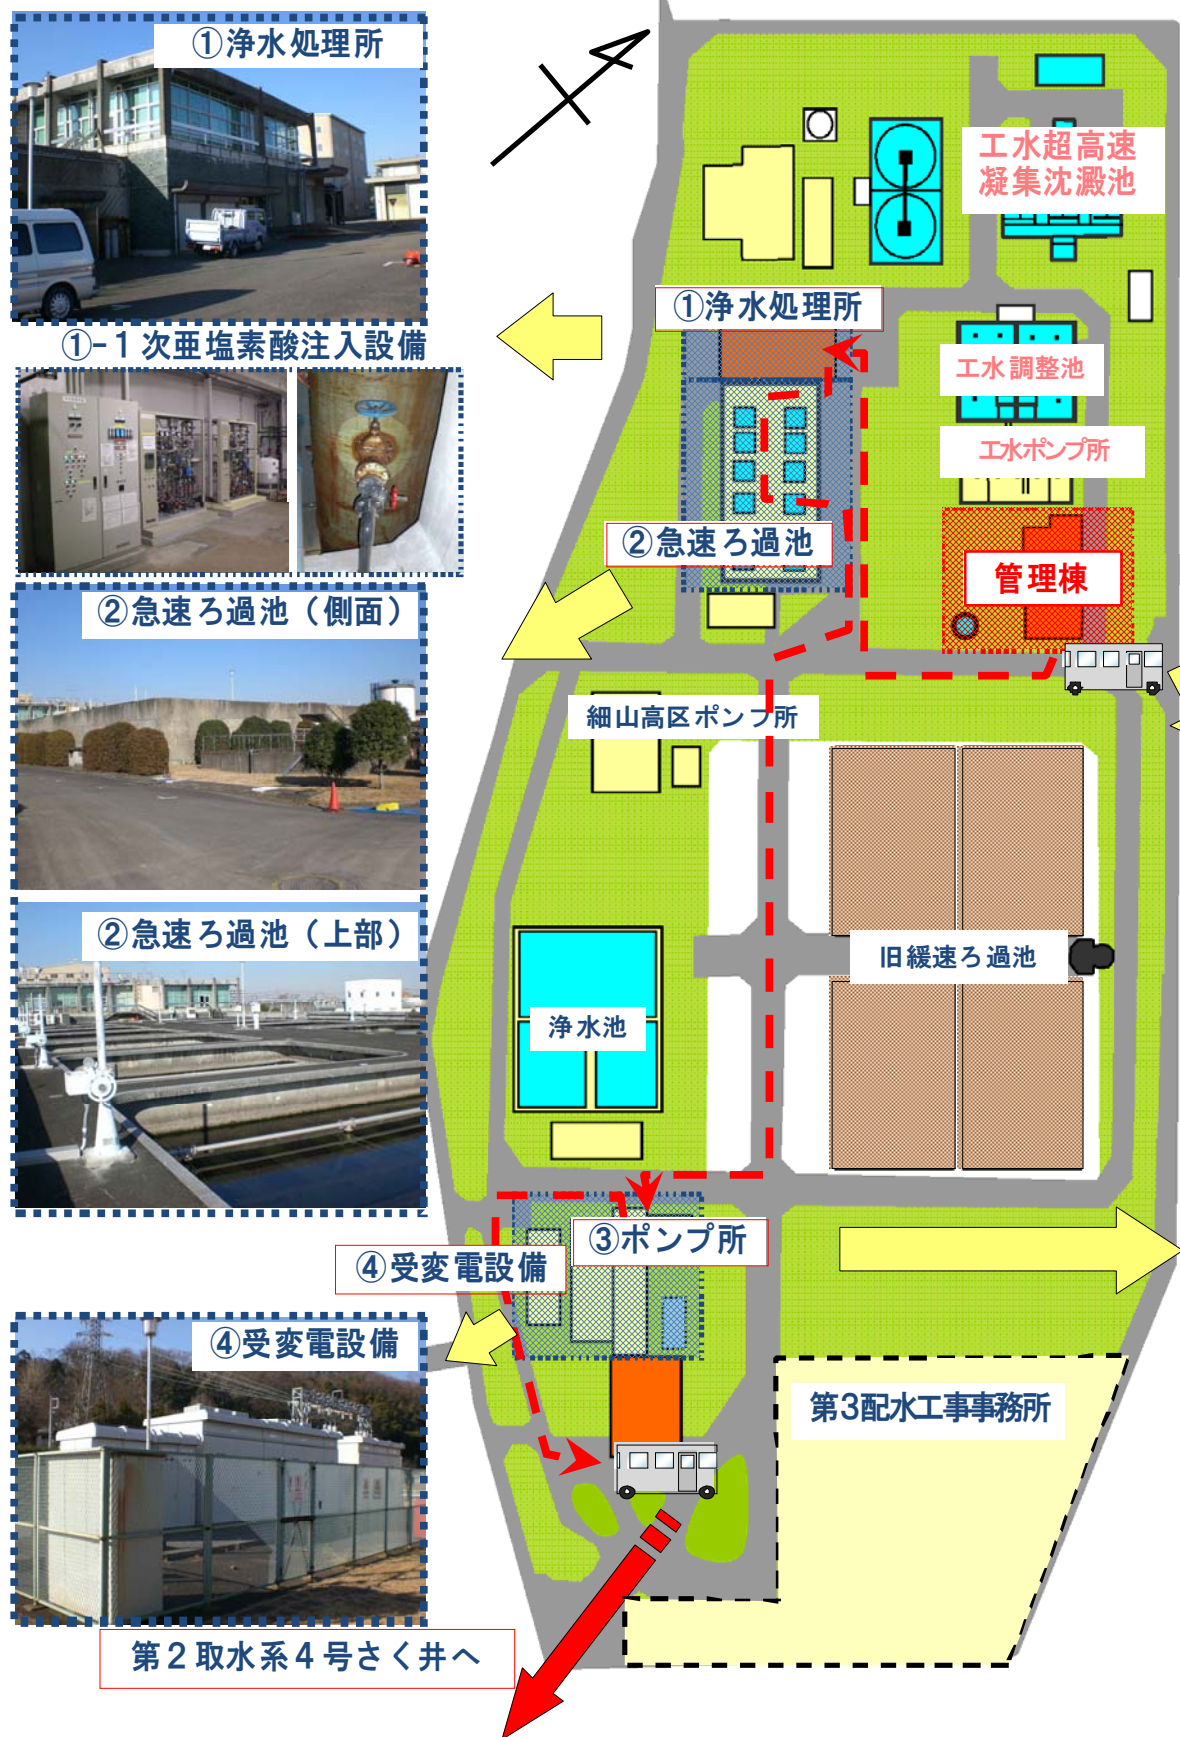 ①浄水処理所
①-1次亜塩素酸注入設備
②急速ろ過池（側面）
②急速ろ過池（上部）
④受変電設備
第２取水系４号さく井へ
工水超高速
凝集沈澱池
①浄水処理所
工水調整池
工水ポンプ所
②急速ろ過池
管理棟
細山高区ポンプ所
旧緩速ろ過池
浄水池
③ポンプ所
④受変電設備
第3配水工事事務所